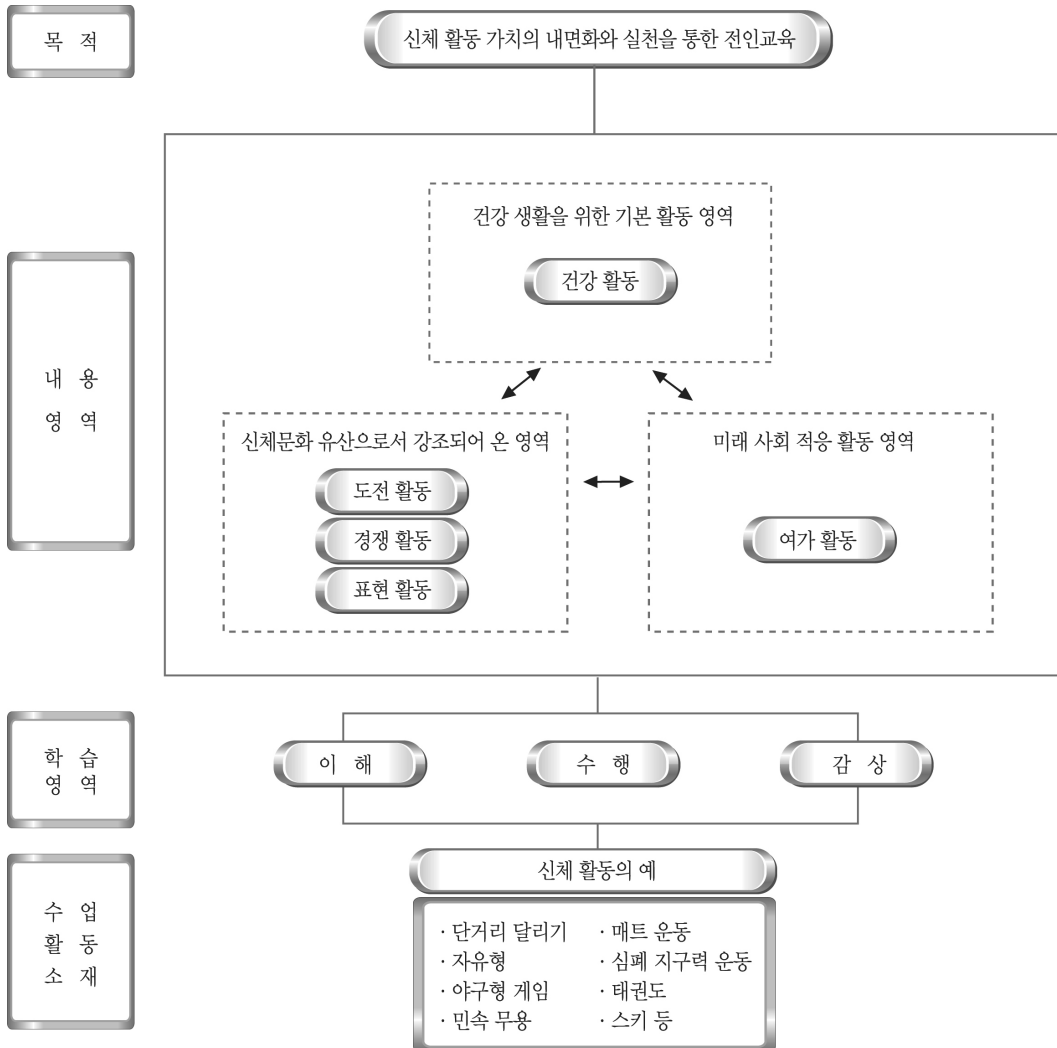 목 적
신체 활동 가치의 내면화와 실천을 통한 전인교육
내 용
영 역
건강 생활을 위한 기본 활동 영역
건강 활동
신체문화 유산으로서 강조되어 온 영역
도전 활동
경쟁 활동
표현 활동
미래 사회 적응 활동 영역
여가 활동
학 습
영 역
이 해
수 행
감 상
수 업
활 동
소 재
신체 활동의 예
· 단거리 달리기
· 자유형
· 야구형 게임
· 민속 무용
· 매트 운동
· 심폐 지구력 운동
· 태권도
· 스키 등